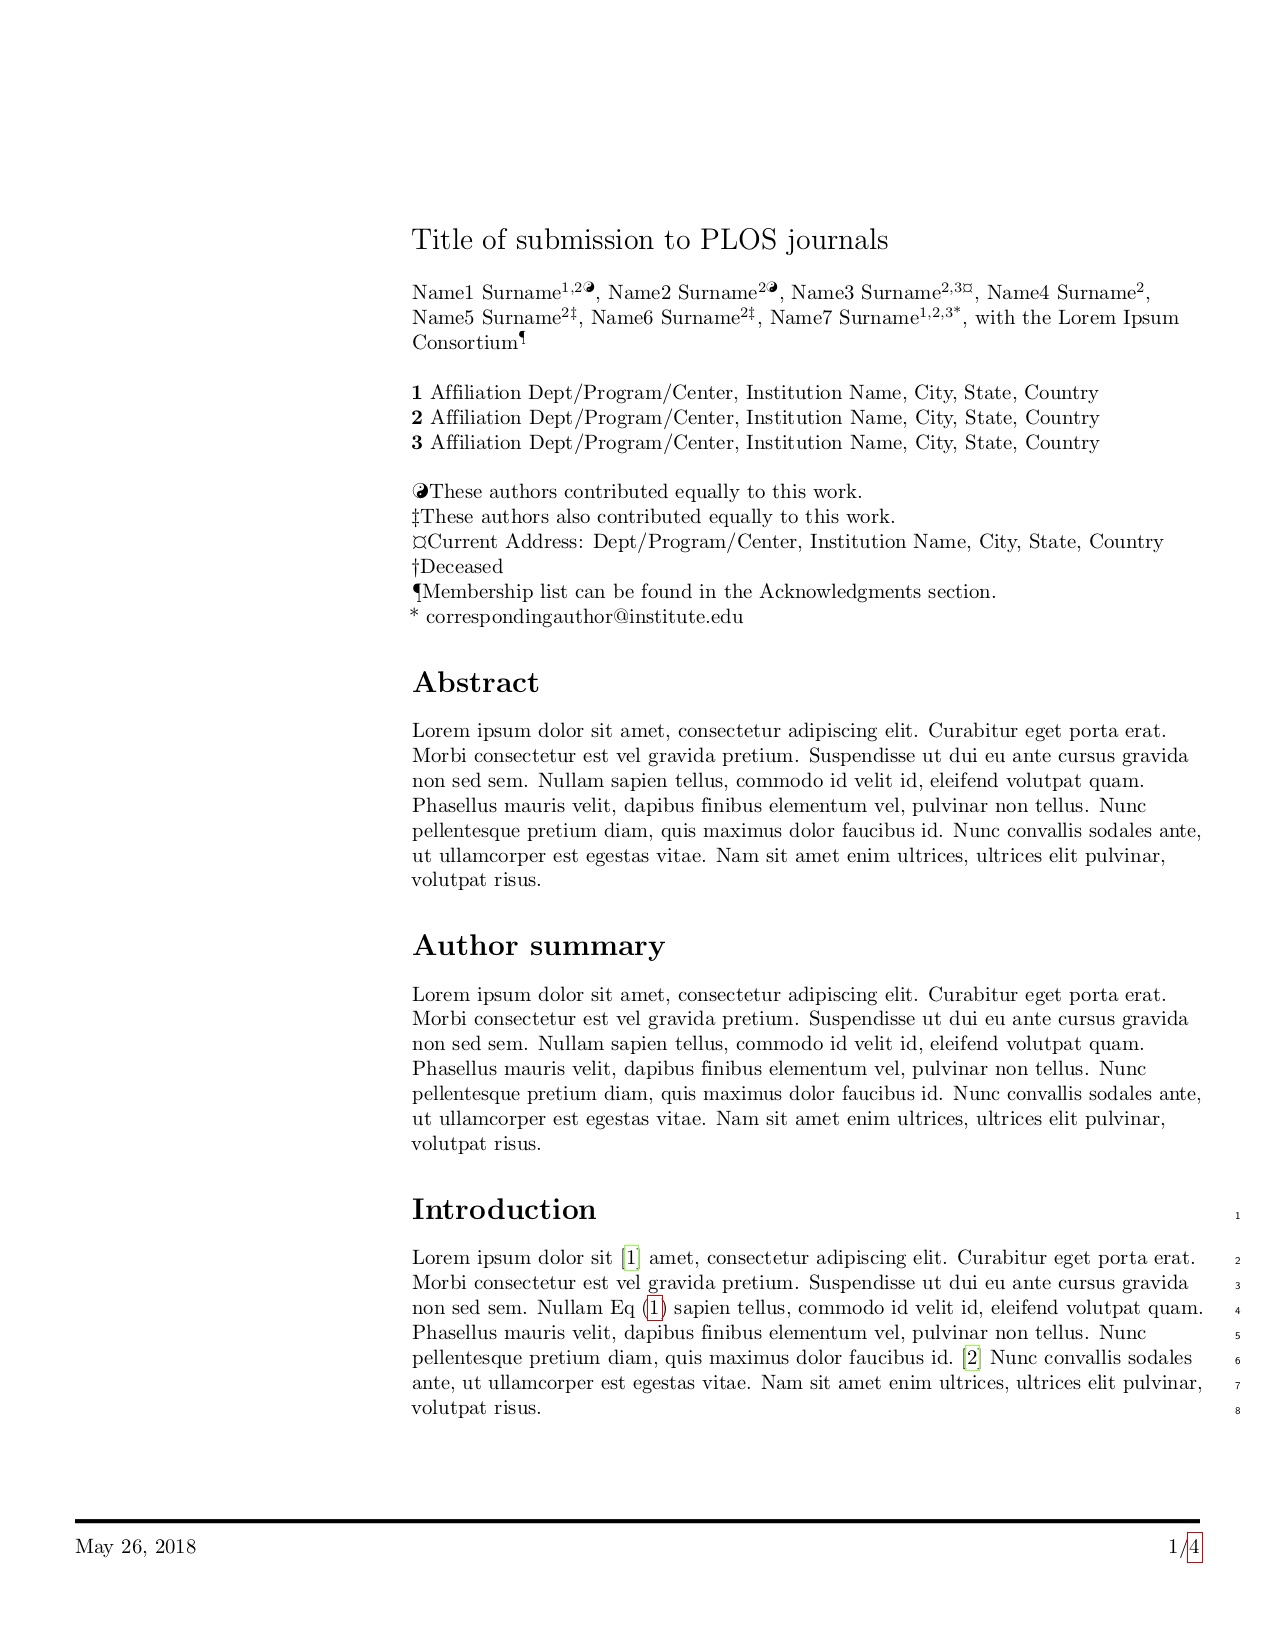 Title of submission to PLOS journals
Name1 Surname1,2☯, Name2 Surname2☯, Name3 Surname2,3¤, Name4 Surname2,
Name5 Surname2‡, Name6 Surname2‡, Name7 Surname1,2,3*, with the Lorem Ipsum
Consortium¶
1 Affiliation Dept/Program/Center, Institution Name, City, State, Country
2 Affiliation Dept/Program/Center, Institution Name, City, State, Country
3 Affiliation Dept/Program/Center, Institution Name, City, State, Country
☯These authors contributed equally to this work.
‡These authors also contributed equally to this work.
¤Current Address: Dept/Program/Center, Institution Name, City, State, Country
†Deceased
¶Membership list can be found in the Acknowledgments section.
* correspondingauthor@institute.edu
Abstract
Lorem ipsum dolor sit amet, consectetur adipiscing elit. Curabitur eget porta erat.
Morbi consectetur est vel gravida pretium. Suspendisse ut dui eu ante cursus gravida
non sed sem. Nullam sapien tellus, commodo id velit id, eleifend volutpat quam.
Phasellus mauris velit, dapibus finibus elementum vel, pulvinar non tellus. Nunc
pellentesque pretium diam, quis maximus dolor faucibus id. Nunc convallis sodales ante,
ut ullamcorper est egestas vitae. Nam sit amet enim ultrices, ultrices elit pulvinar,
volutpat risus.
Author summary
Lorem ipsum dolor sit amet, consectetur adipiscing elit. Curabitur eget porta erat.
Morbi consectetur est vel gravida pretium. Suspendisse ut dui eu ante cursus gravida
non sed sem. Nullam sapien tellus, commodo id velit id, eleifend volutpat quam.
Phasellus mauris velit, dapibus finibus elementum vel, pulvinar non tellus. Nunc
pellentesque pretium diam, quis maximus dolor faucibus id. Nunc convallis sodales ante,
ut ullamcorper est egestas vitae. Nam sit amet enim ultrices, ultrices elit pulvinar,
volutpat risus.
Introduction 1
Lorem ipsum dolor sit [1] amet, consectetur adipiscing elit. Curabitur eget porta erat. 2
Morbi consectetur est vel gravida pretium. Suspendisse ut dui eu ante cursus gravida 3
non sed sem. Nullam Eq (1) sapien tellus, commodo id velit id, eleifend volutpat quam. 4
Phasellus mauris velit, dapibus finibus elementum vel, pulvinar non tellus. Nunc 5
pellentesque pretium diam, quis maximus dolor faucibus id. [2] Nunc convallis sodales 6
ante, ut ullamcorper est egestas vitae. Nam sit amet enim ultrices, ultrices elit pulvinar, 7
volutpat risus. 8
May 26, 2018 1/4